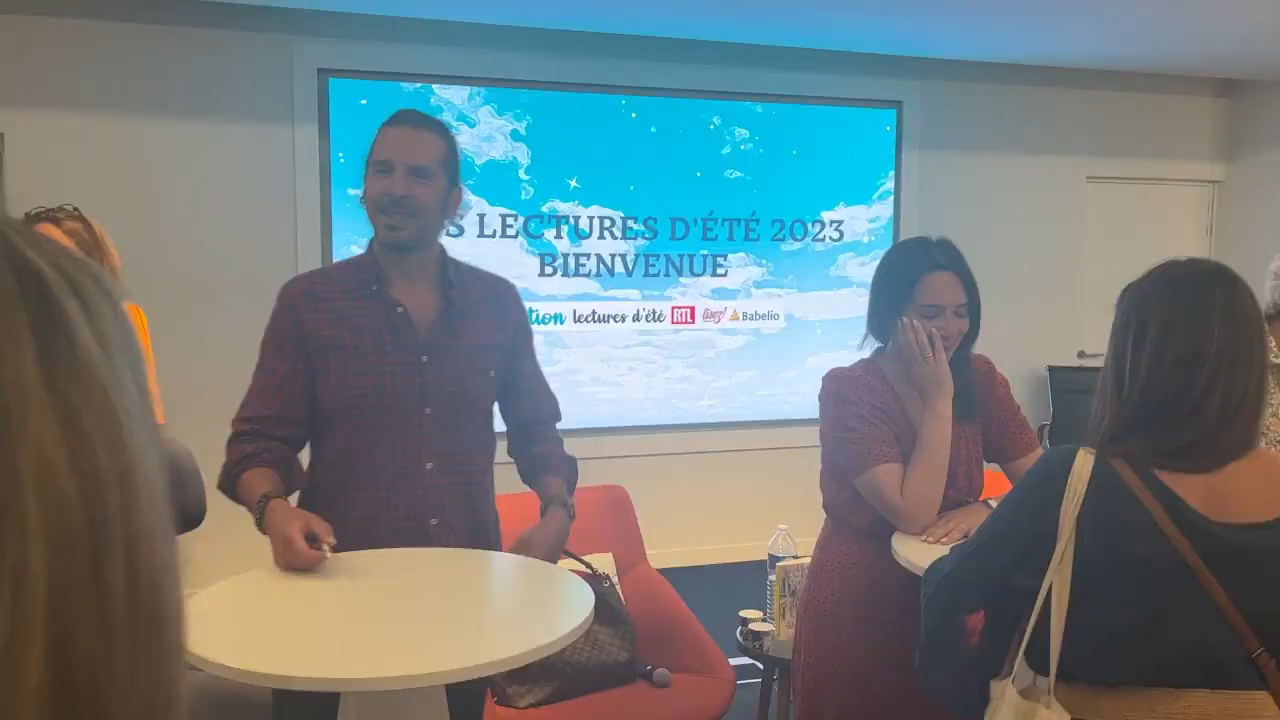 S LECTURES D'ÉTÉ 2023
BIENVENUE
tion lectures d'été RTL lisez! Babelio